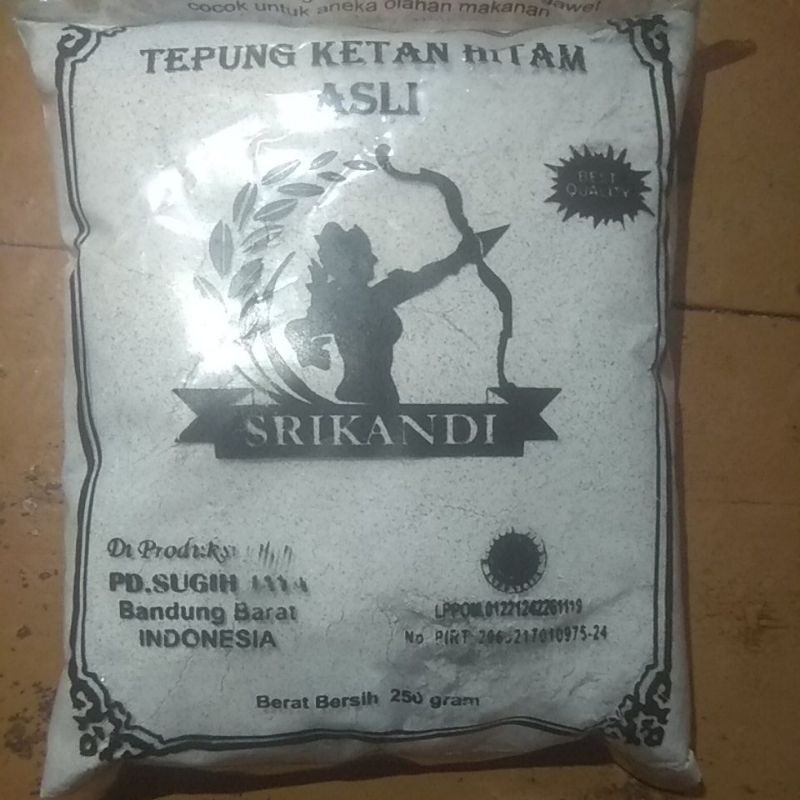 cocok untuk aneka olahan makanan
TEPUNG KETAN HITAM
ASLI
BEST
QUALITY
SRIKANDI
Di Produksi
PD.SUGIH
Bandung Barat
INDONESIA
LPPOM.01221242261119
No PIRT
Berat Bersih 250 gram